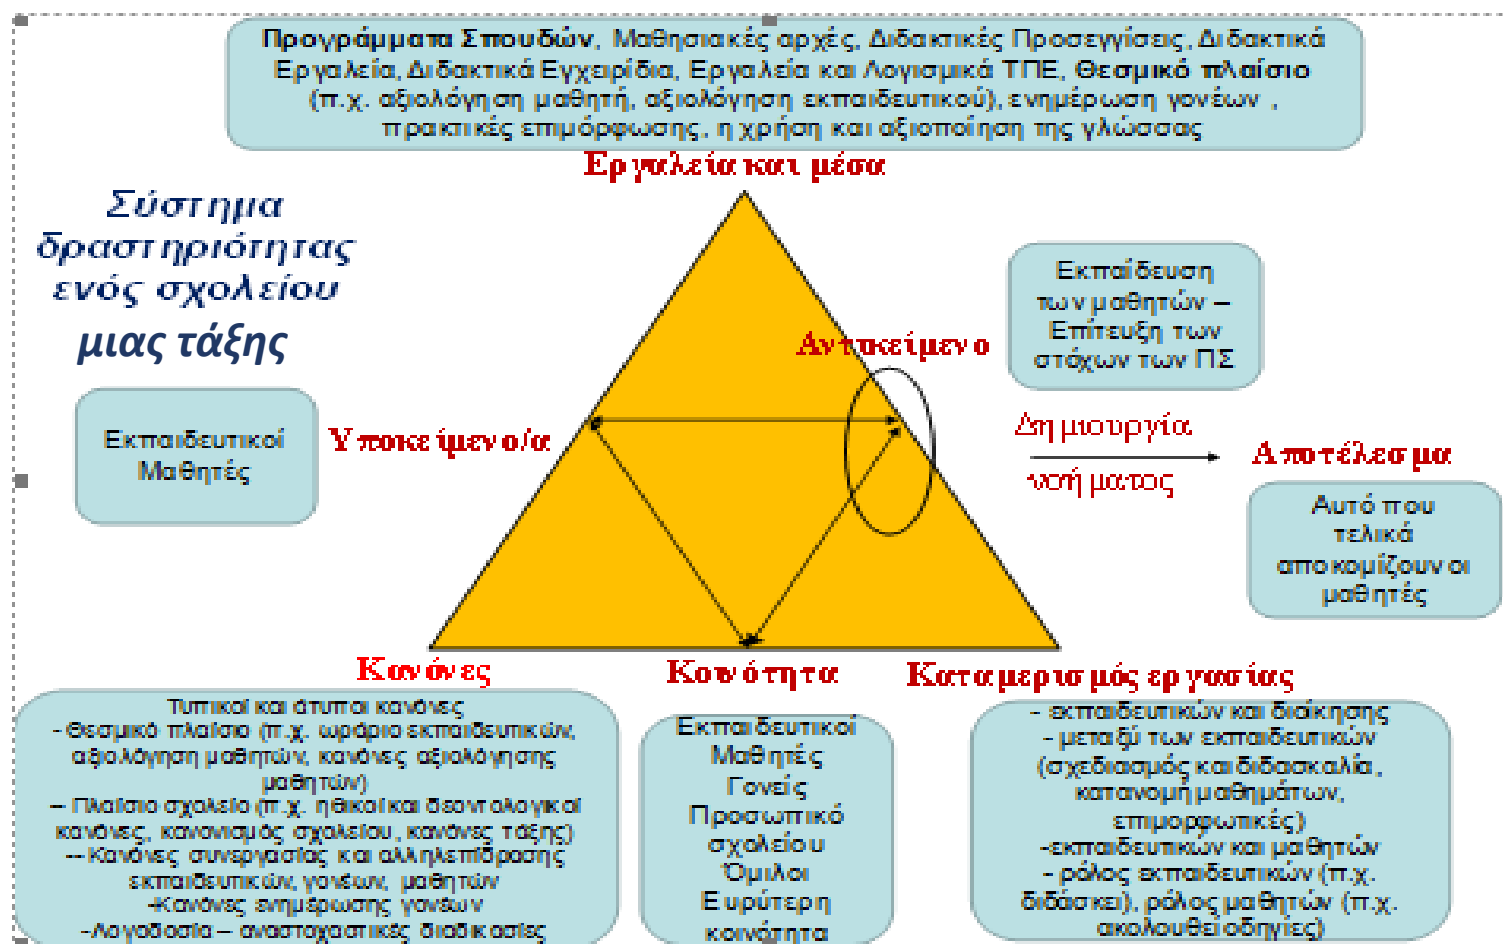 Προγράμματα Σπουδών, Μαθησιακές αρχές, Διδακτικές Προσεγγίσεις, Διδακτικά
Εργαλεία, Διδακτικά Εγχειρίδια, Εργαλεία και Λογισμικά ΤΠΕ, Θεσμικό πλαίσιο
(π.χ. αξιολόγηση μαθητή, αξιολόγηση εκπαιδευτικού), ενημέρωση γονέων ,
πρακτικές επιμόρφωσης, η χρήση και αξιοποίηση της γλώσσας
Εργαλεία και μέσα
Σύστημα
δραστηριότητας
ενός σχολείου
μιας τάξης
Εκπαίδευση
των μαθητών –
Επίτευξη των
στόχων των ΠΣ
Αντικείμενο
Εκπαιδευτικοί
Μαθητές
Υποκείμενο/α
Δημιουργία
νοήματος
Αποτέλεσμα
Αυτό που
τελικά
αποκομίζουν οι
μαθητές
Κανόνες
Τυπικοί και άτυποι κανόνες
- Θεσμικό πλαίσιο (π.χ. ωράριο εκπαιδευτικών,
αξιολόγηση μαθητών, κανόνες αξιολόγησης
μαθητών)
– Πλαίσιο σχολείο (π.χ. ηθικοί και δεοντολογικοί
κανόνες, κανονισμός σχολείου, κανόνες τάξης)
–- Κανόνες συνεργασίας και αλληλεπίδρασης
εκπαιδευτικών, γονέων, μαθητών
-Κανόνες ενημέρωσης γονέων
-Λογοδοσία – αναστοχαστικές διαδικασίες
Κοινότητα
Εκπαιδευτικοί
Μαθητές
Γονείς
Προσωπικό
σχολείου
Όμιλοι
Ευρύτερη
κοινότητα
Καταμερισμός εργασίας
- εκπαιδευτικών και διοίκησης
- μεταξύ των εκπαιδευτικών
(σχεδιασμός και διδασκαλία,
κατανομή μαθημάτων,
επιμορφωτικές)
-εκπαιδευτικών και μαθητών
- ρόλος εκπαιδευτικών (π.χ.
διδάσκει), ρόλος μαθητών (π.χ.
ακολουθεί οδηγίες)